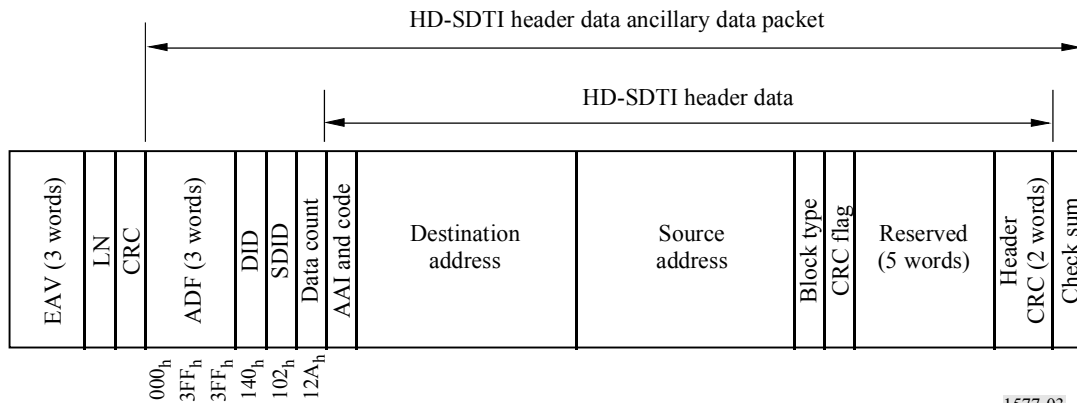 HD-SDTI header data ancillary data packet
HD-SDTI header data
EAV (3 words)
LN
CRC
ADF (3 words)
DID
SDID
Data count
AAI and code
Destination
address
Source
address
Block type
CRC flag
Reserved
(5 words)
Header
CRC (2 words)
Check sum
000h
3FFh
3FFh
140h
102h
12Ah
1577-03